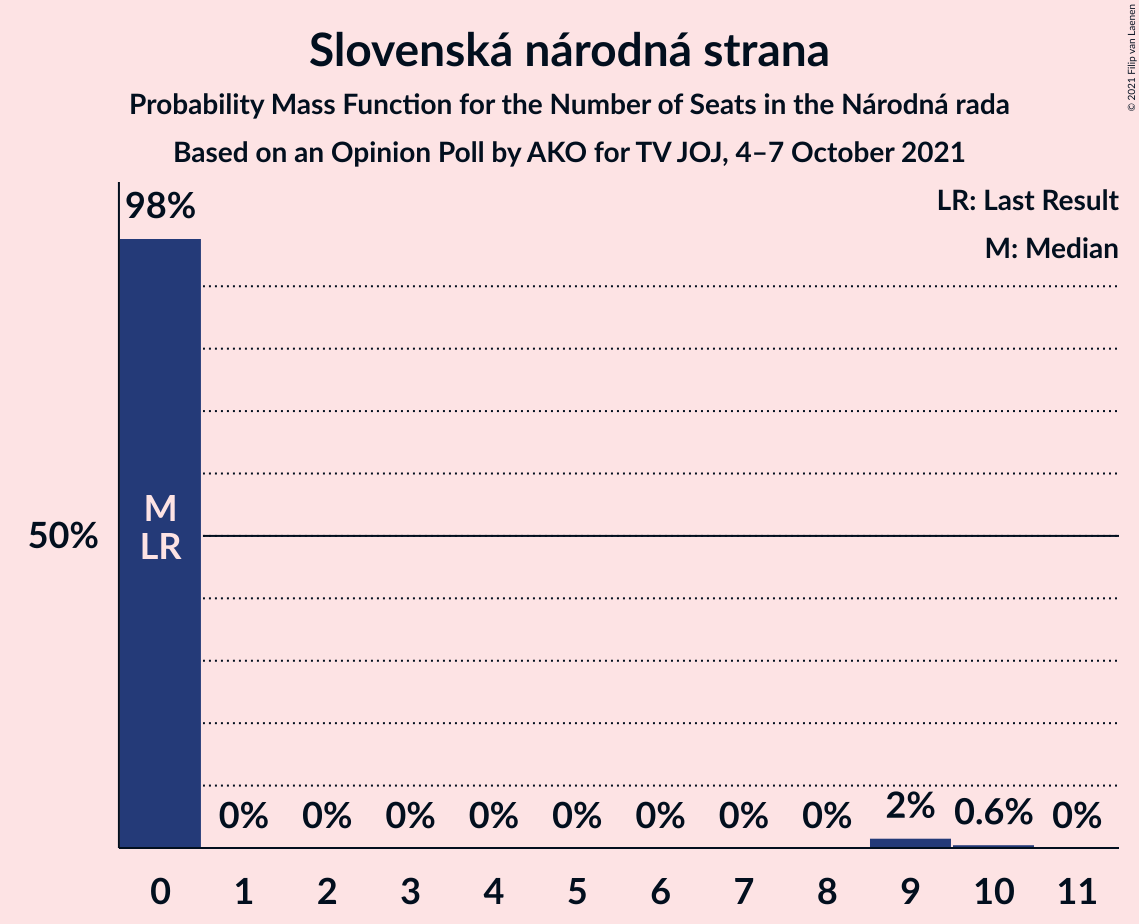 Slovenská národná strana
Probability Mass Function for the Number of Seats in the Národná rada
Based on an Opinion Poll by AKO for TV JOJ, 4–7 October 2021
© 2021 Filip van Laenen
LR: Last Result
M: Median
98%
M
LR
50%
0% 0% 0% 0% 0% 0% 0% 0% 2% 0.6% 0%
0 1 2 3 4 5 6 7 8 9 10 11